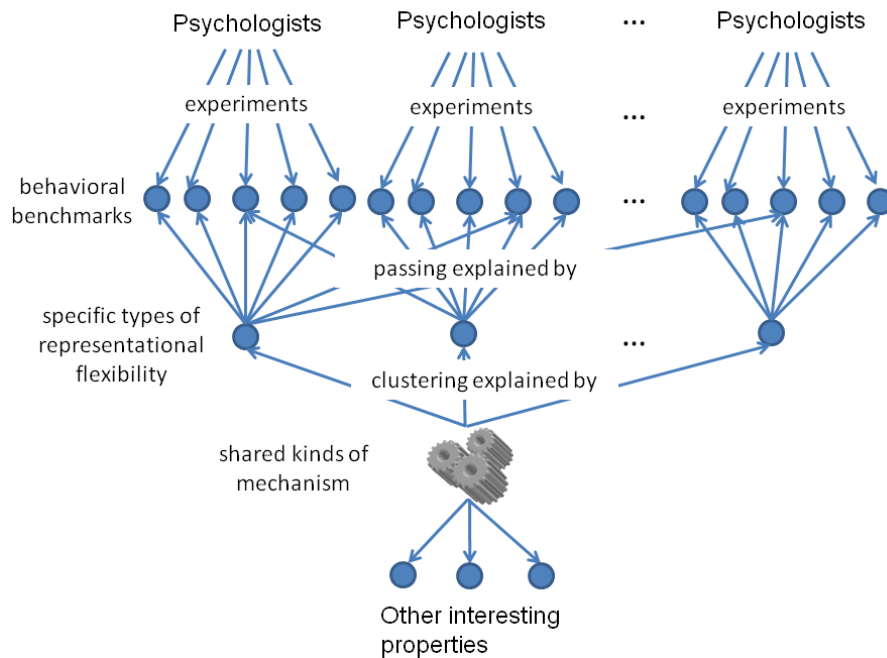 Psychologists Psychologists ... Psychologists
experiments experiments ... experiments
behavioral
benchmarks
...
passing explained by
specific types of
representational
flexibility
...
clustering explained by
shared kinds of
mechanism
Other interesting
properties